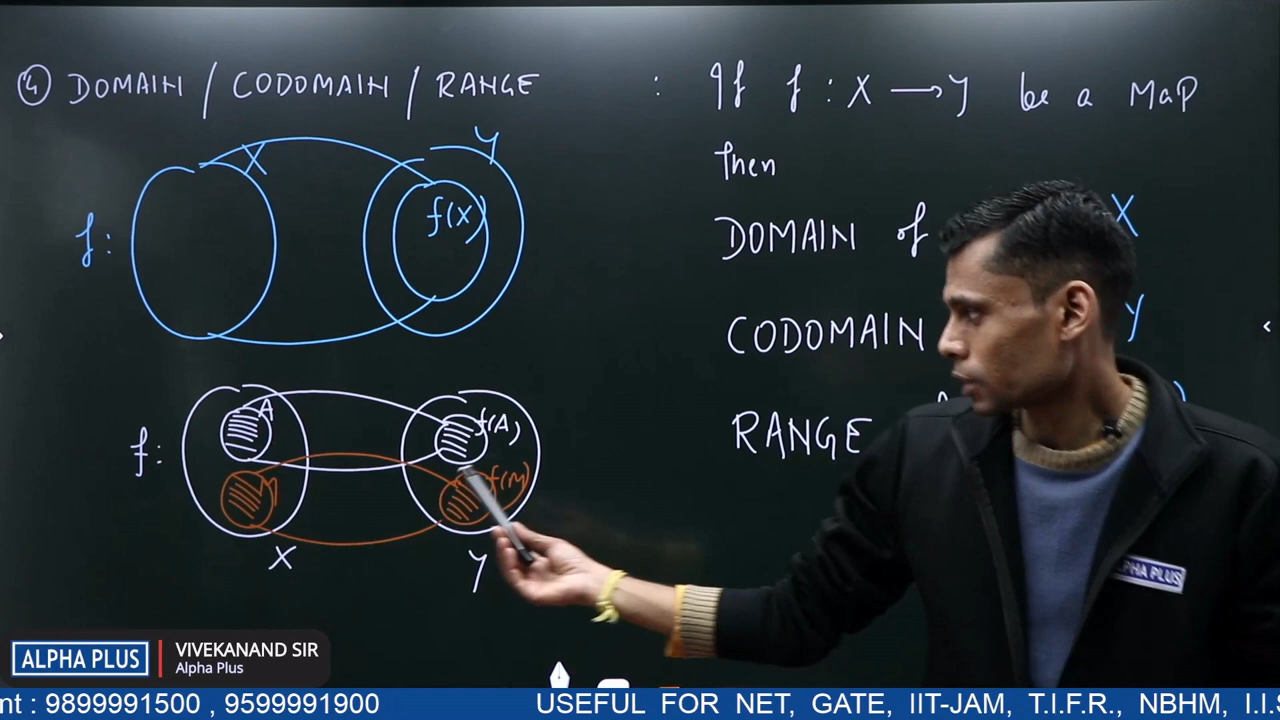 ④ DOMAIN / CODOMAIN / RANGE : If f : X → Y be a MaP
then
DOMAIN of X
CODOMAIN Y
RANGE
f:
X
Y
f(X)
f:
A
f(A)
M
f(M)
X
Y
ALPHA PLUS
ALPHA PLUS
VIVEKANAND SIR
Alpha Plus
nt : 9899991500 , 9599991900 USEFUL FOR NET, GATE, IIT-JAM, T.I.F.R., NBHM, I.I.S